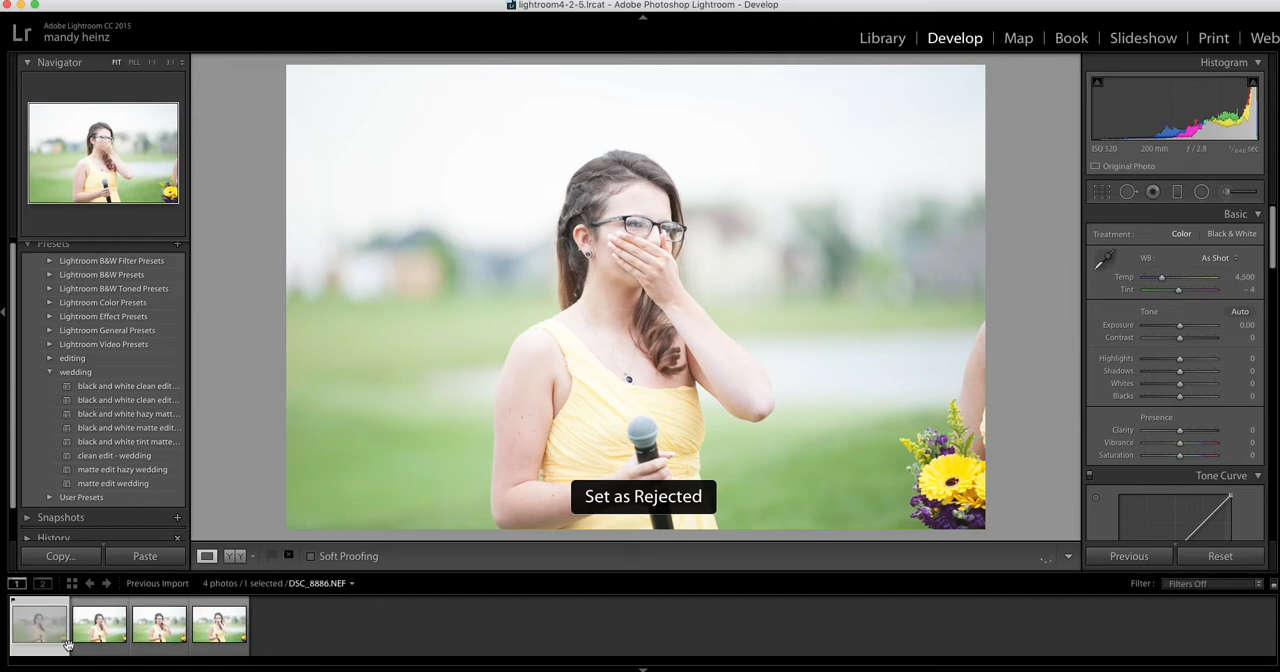 lightroom4-2-5.lrcat - Adobe Photoshop Lightroom - Develop
Lr
Adobe Lightroom CC 2015
mandy heinz
Library | Develop | Map | Book | Slideshow | Print | Web
Navigator FIT FILL 1:1 3:1
Presets +
Lightroom B&W Filter Presets
Lightroom B&W Presets
Lightroom B&W Toned Presets
Lightroom Color Presets
Lightroom Effect Presets
Lightroom General Presets
Lightroom Video Presets
editing
wedding
black and white clean edit...
black and white clean edit...
black and white hazy matt...
black and white matte edit...
black and white tint matte...
clean edit - wedding
matte edit hazy wedding
matte edit wedding
User Presets
Snapshots +
History ×
Copy... Paste
Set as Rejected
Soft Proofing
Histogram
ISO 320 200 mm ƒ / 2.8 1/640 sec
Original Photo
Basic
Treatment : Color Black & White
WB : As Shot
Temp 4,500
Tint – 4
Tone Auto
Exposure 0.00
Contrast 0
Highlights 0
Shadows 0
Whites 0
Blacks 0
Presence
Clarity 0
Vibrance 0
Saturation 0
Tone Curve
Previous Reset
1 2 Previous Import 4 photos / 1 selected / DSC_8886.NEF Filter : Filters Off